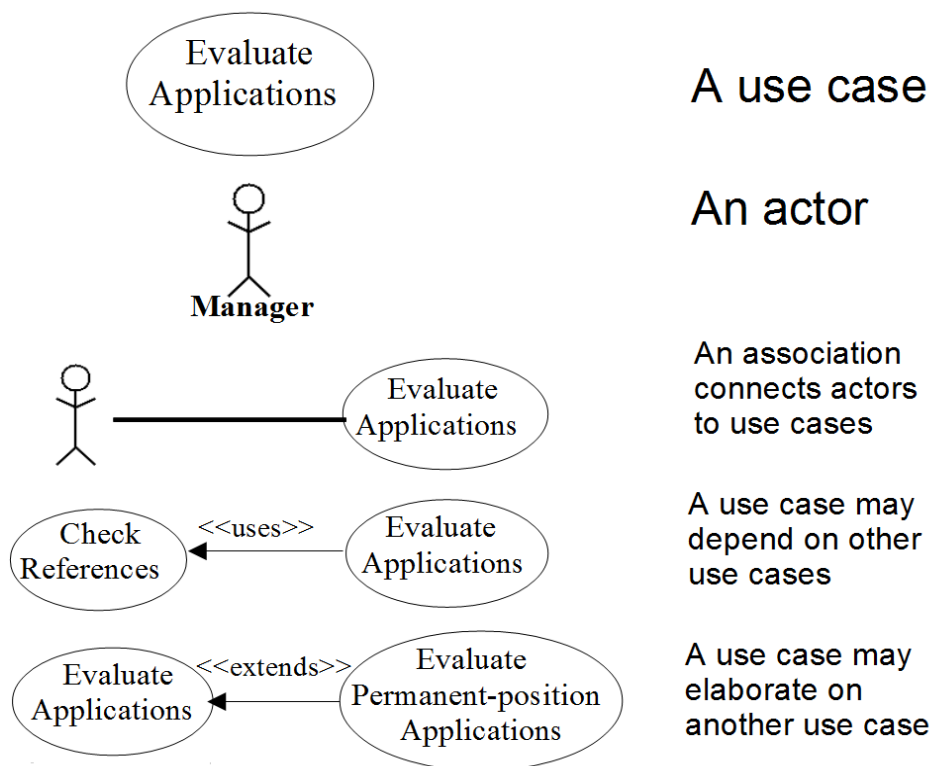 Evaluate
Applications
A use case
Manager
An actor
Evaluate
Applications
An association
connects actors
to use cases
Check
References
<<uses>>
Evaluate
Applications
A use case may
depend on other
use cases
Evaluate
Applications
<<extends>>
Evaluate
Permanent-position
Applications
A use case may
elaborate on
another use case